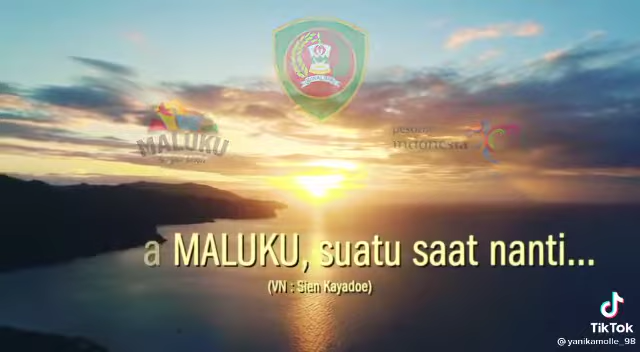 MALUKU
pesona
indonesia
a MALUKU, suatu saat nanti...
(VN : Sien Kayadoe)
TikTok
@yanikamolle_98